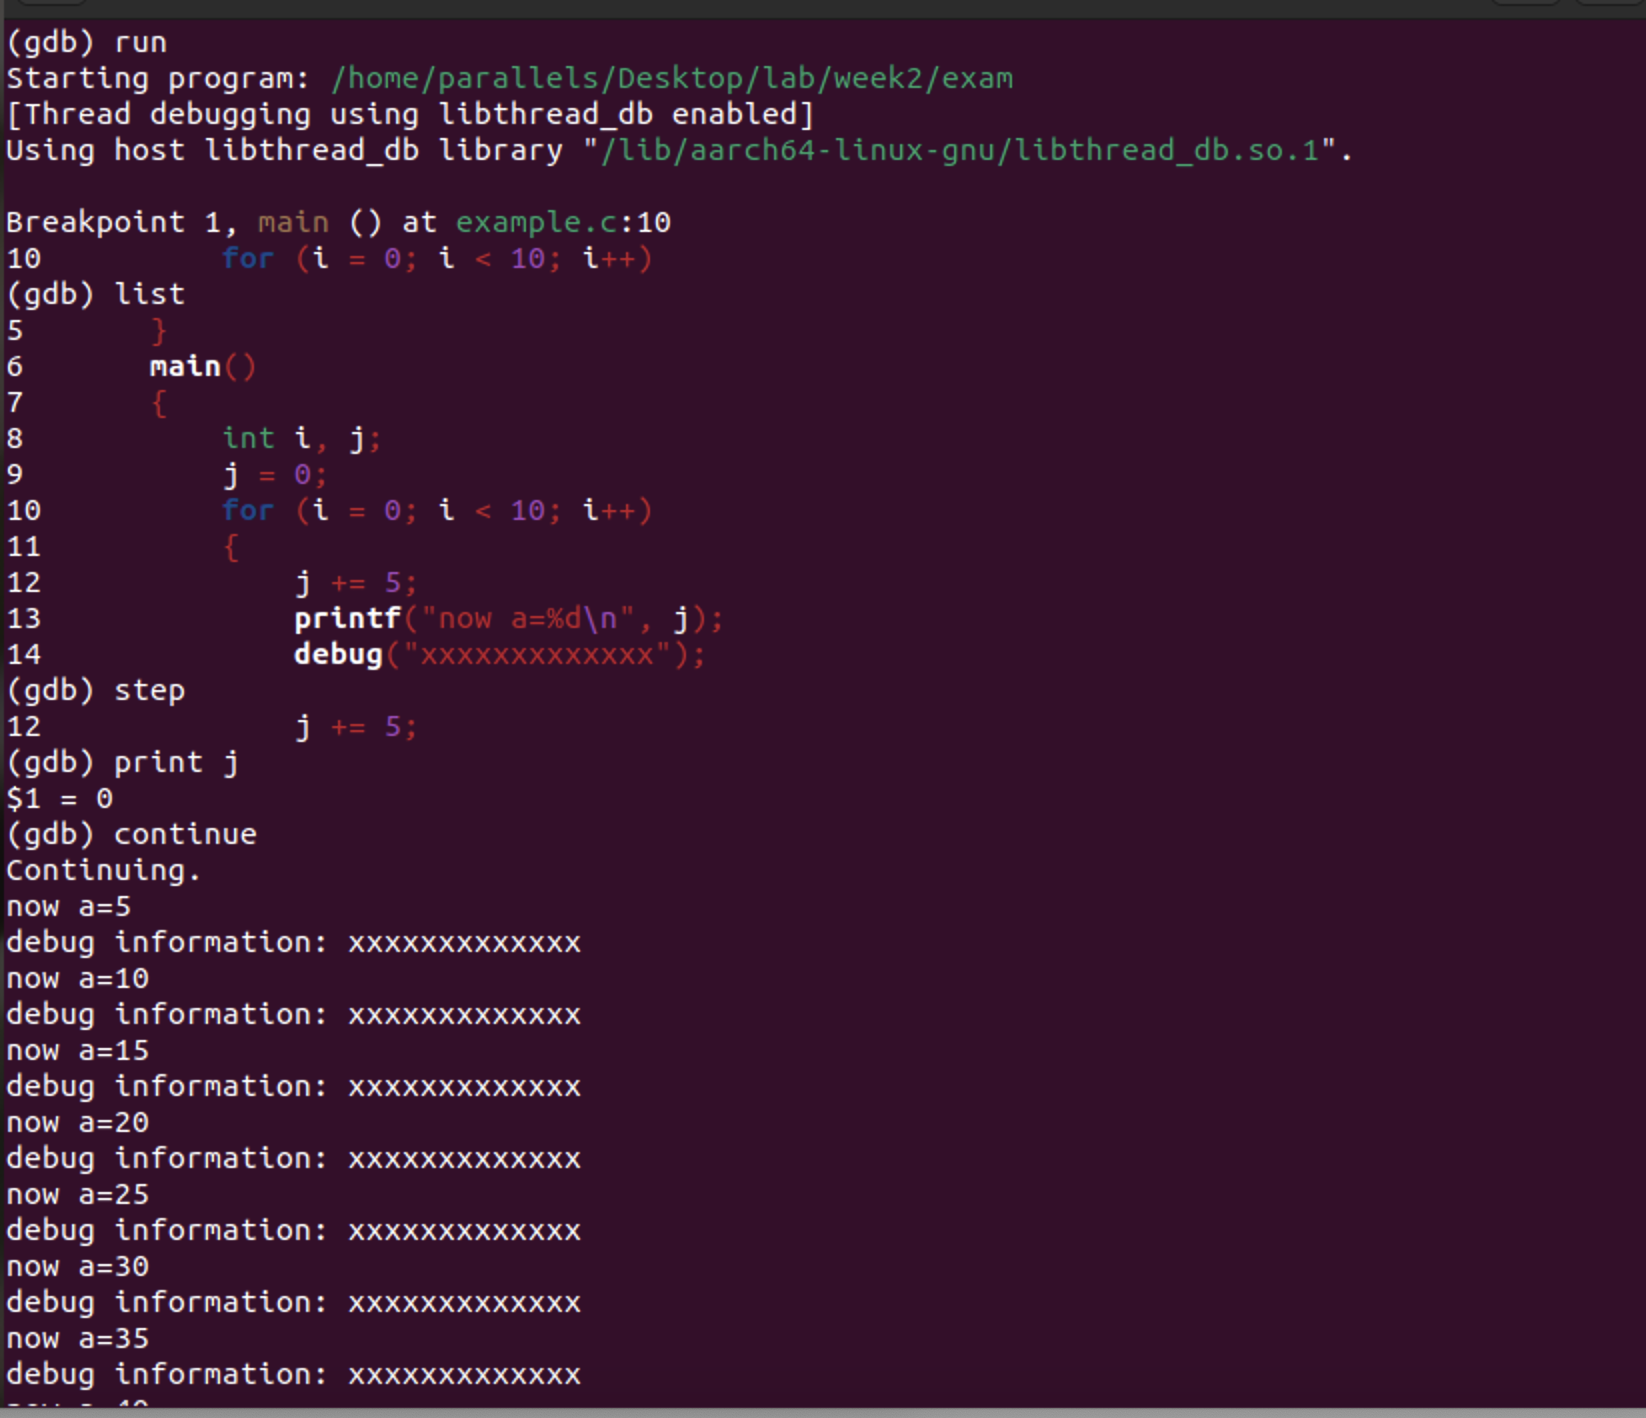 (gdb) run
Starting program: /home/parallels/Desktop/lab/week2/exam
[Thread debugging using libthread_db enabled]
Using host libthread_db library "/lib/aarch64-linux-gnu/libthread_db.so.1".

Breakpoint 1, main () at example.c:10
10          for (i = 0; i < 10; i++)
(gdb) list
5       }
6       main()
7       {
8           int i, j;
9           j = 0;
10          for (i = 0; i < 10; i++)
11          {
12              j += 5;
13              printf("now a=%d\n", j);
14              debug("xxxxxxxxxxxxx");
(gdb) step
12              j += 5;
(gdb) print j
$1 = 0
(gdb) continue
Continuing.
now a=5
debug information: xxxxxxxxxxxxx
now a=10
debug information: xxxxxxxxxxxxx
now a=15
debug information: xxxxxxxxxxxxx
now a=20
debug information: xxxxxxxxxxxxx
now a=25
debug information: xxxxxxxxxxxxx
now a=30
debug information: xxxxxxxxxxxxx
now a=35
debug information: xxxxxxxxxxxxx